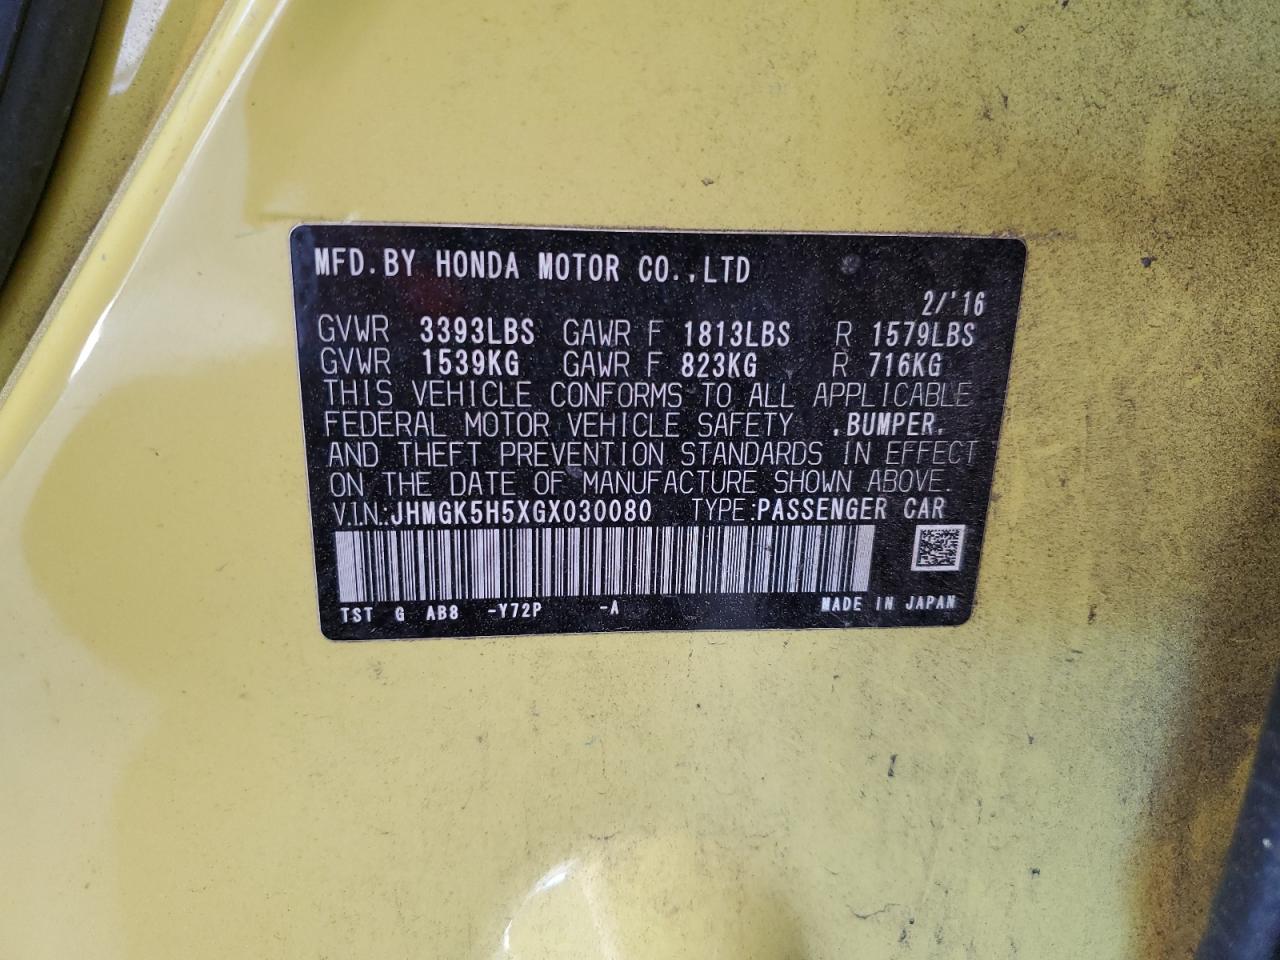 MFD.BY HONDA MOTOR CO.,LTD
2/'16
GVWR 3393LBS GAWR F 1813LBS R 1579LBS
GVWR 1539KG GAWR F 823KG R 716KG
THIS VEHICLE CONFORMS TO ALL APPLICABLE
FEDERAL MOTOR VEHICLE SAFETY ,BUMPER,
AND THEFT PREVENTION STANDARDS IN EFFECT
ON THE DATE OF MANUFACTURE SHOWN ABOVE.
V.I.N.:JHMGK5H5XGX030080 TYPE:PASSENGER CAR
TST G AB8 -Y72P -A MADE IN JAPAN